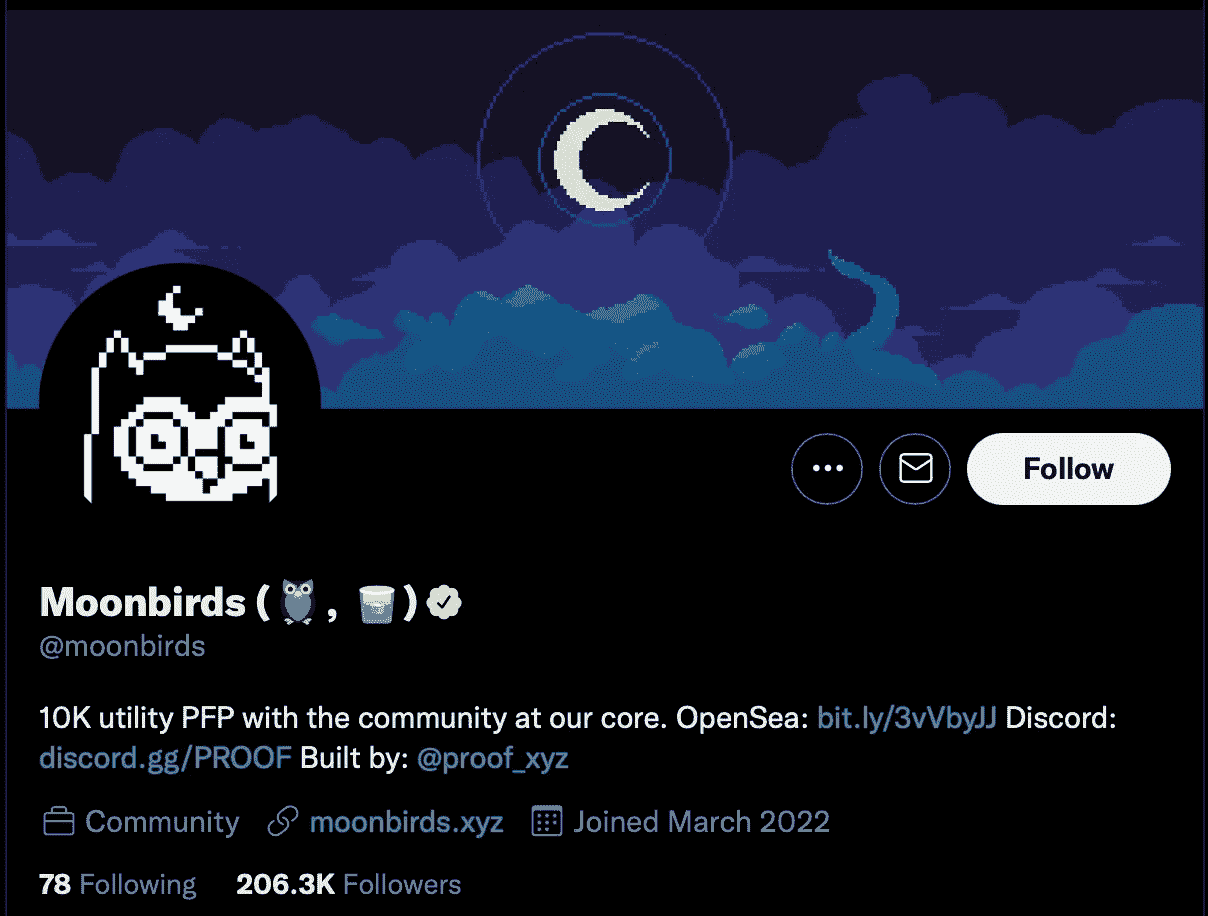 Follow
Moonbirds (🦉, 🥃)
@moonbirds
10K utility PFP with the community at our core. OpenSea: bit.ly/3vVbyJJ Discord:
discord.gg/PROOF Built by: @proof_xyz
Community moonbirds.xyz Joined March 2022
78 Following 206.3K Followers